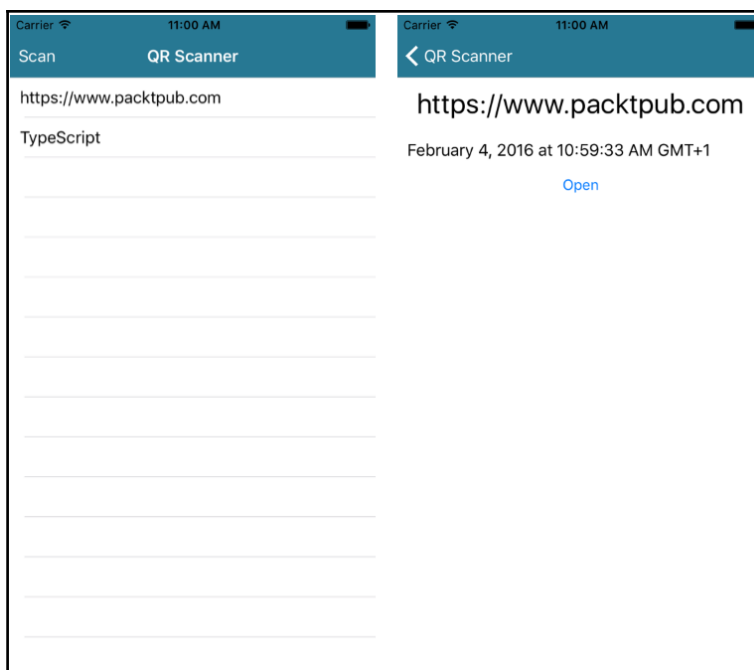 Carrier 11:00 AM
Scan QR Scanner
https://www.packtpub.com
TypeScript
Carrier 11:00 AM
QR Scanner
https://www.packtpub.com
February 4, 2016 at 10:59:33 AM GMT+1
Open